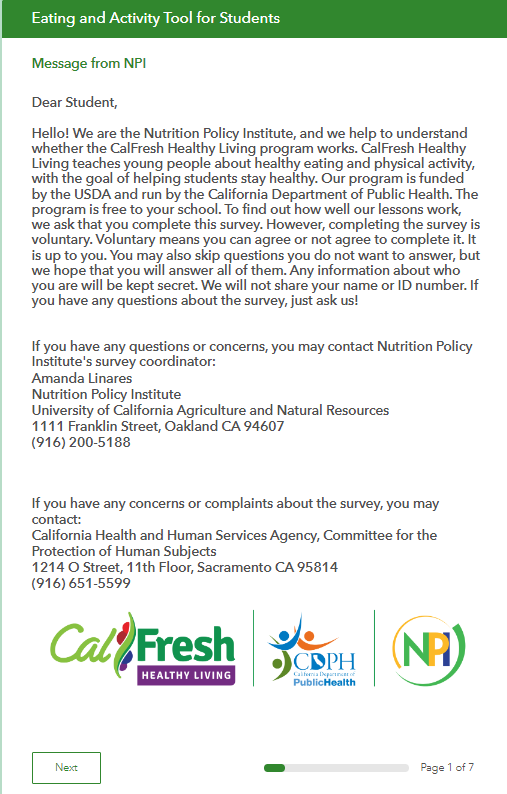 Eating and Activity Tool for Students
Message from NPI
Dear Student,
Hello! We are the Nutrition Policy Institute, and we help to understand
whether the CalFresh Healthy Living program works. CalFresh Healthy
Living teaches young people about healthy eating and physical activity,
with the goal of helping students stay healthy. Our program is funded
by the USDA and run by the California Department of Public Health. The
program is free to your school. To find out how well our lessons work,
we ask that you complete this survey. However, completing the survey is
voluntary. Voluntary means you can agree or not agree to complete it. It
is up to you. You may also skip questions you do not want to answer, but
we hope that you will answer all of them. Any information about who
you are will be kept secret. We will not share your name or ID number. If
you have any questions about the survey, just ask us!
If you have any questions or concerns, you may contact Nutrition Policy
Institute's survey coordinator:
Amanda Linares
Nutrition Policy Institute
University of California Agriculture and Natural Resources
1111 Franklin Street, Oakland CA 94607
(916) 200-5188
If you have any concerns or complaints about the survey, you may
contact:
California Health and Human Services Agency, Committee for the
Protection of Human Subjects
1214 O Street, 11th Floor, Sacramento CA 95814
(916) 651-5599
CalFresh
HEALTHY LIVING
CDPH
California Department of
PublicHealth
NPI
Next
Page 1 of 7